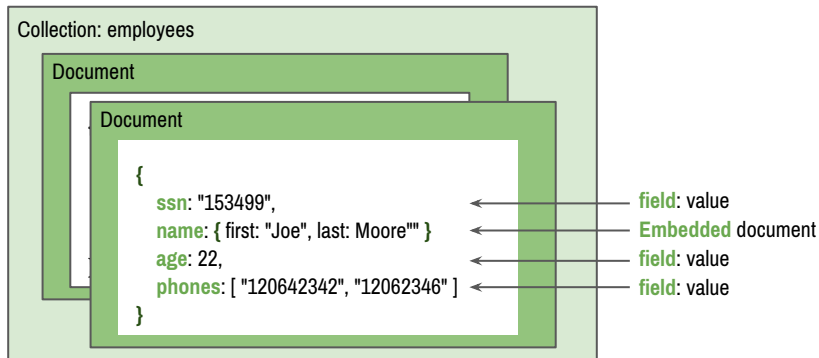 Collection: employees
Document
Document
{
ssn: "153499",
name: { first: "Joe", last: Moore"" }
age: 22,
phones: [ "120642342", "12062346" ]
}
field: value
Embedded document
field: value
field: value